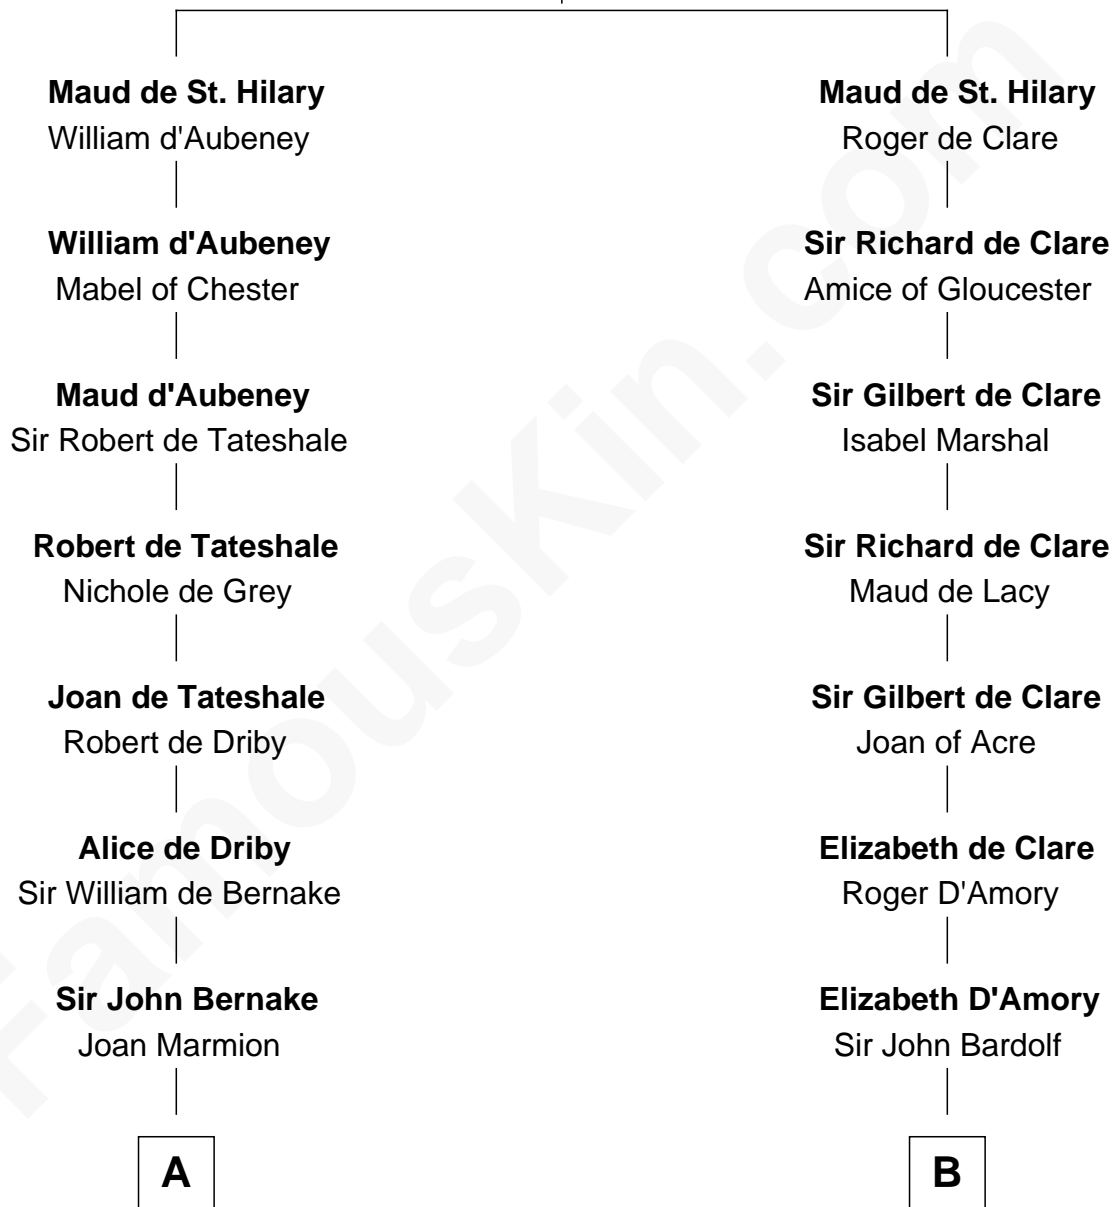 Maud de St. Hilary
William d'Aubeney
William d'Aubeney
Mabel of Chester
Maud d'Aubeney
Sir Robert de Tateshale
Robert de Tateshale
Nichole de Grey
Joan de Tateshale
Robert de Driby
Alice de Driby
Sir William de Bernake
Sir John Bernake
Joan Marmion
A
Maud de St. Hilary
Roger de Clare
Sir Richard de Clare
Amice of Gloucester
Sir Gilbert de Clare
Isabel Marshal
Sir Richard de Clare
Maud de Lacy
Sir Gilbert de Clare
Joan of Acre
Elizabeth de Clare
Roger D'Amory
Elizabeth D'Amory
Sir John Bardolf
B
FamousKin.com